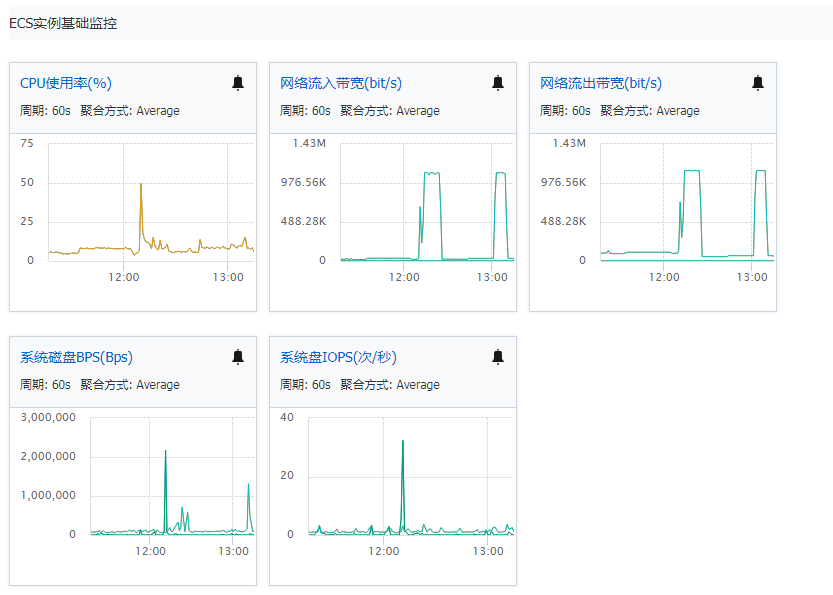 ECS实例基础监控
CPU使用率(%)
周期: 60s 聚合方式: Average
75
50
25
0
12:00 13:00
网络流入带宽(bit/s)
周期: 60s 聚合方式: Average
1.43M
976.56K
488.28K
0
12:00 13:00
网络流出带宽(bit/s)
周期: 60s 聚合方式: Average
1.43M
976.56K
488.28K
0
12:00 13:00
系统磁盘BPS(Bps)
周期: 60s 聚合方式: Average
3,000,000
2,000,000
1,000,000
0
12:00 13:00
系统盘IOPS(次/秒)
周期: 60s 聚合方式: Average
40
20
0
12:00 13:00